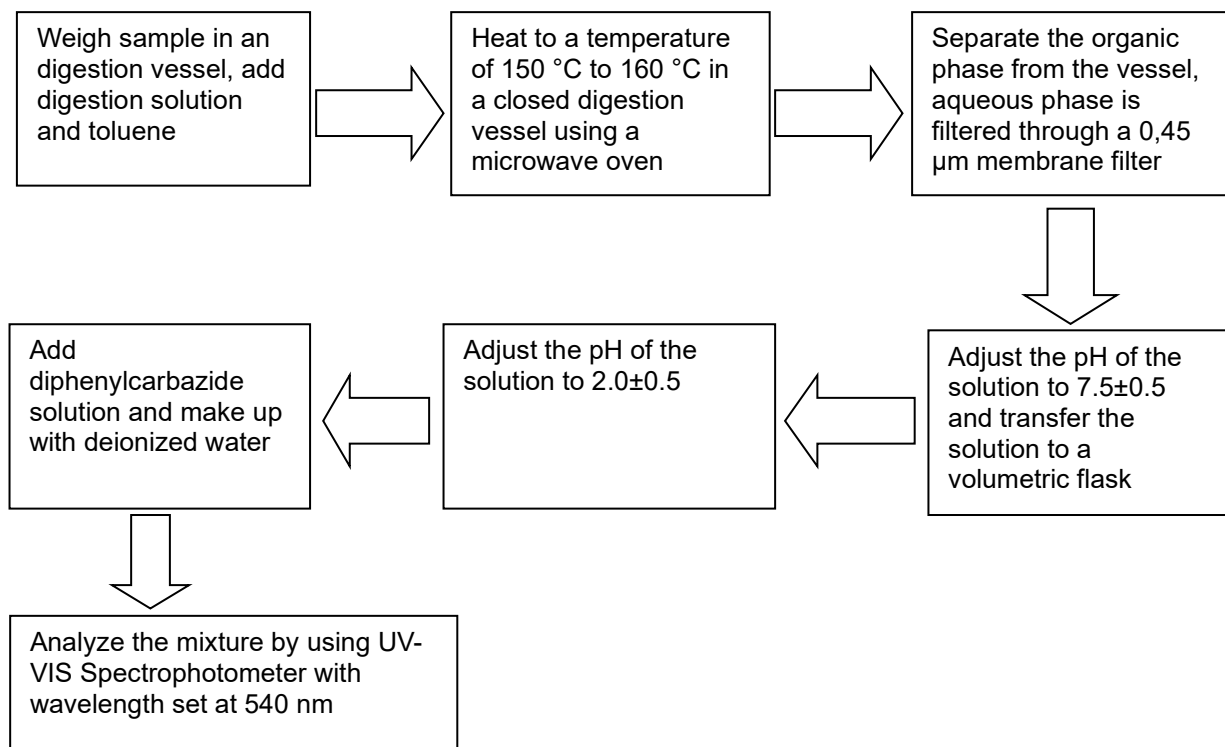 Weigh sample in an
digestion vessel, add
digestion solution
and toluene
Heat to a temperature
of 150 °C to 160 °C in
a closed digestion
vessel using a
microwave oven
Separate the organic
phase from the vessel,
aqueous phase is
filtered through a 0,45
µm membrane filter
Adjust the pH of the
solution to 7.5±0.5
and transfer the
solution to a
volumetric flask
Adjust the pH of the
solution to 2.0±0.5
Add
diphenylcarbazide
solution and make up
with deionized water
Analyze the mixture by using UV-
VIS Spectrophotometer with
wavelength set at 540 nm